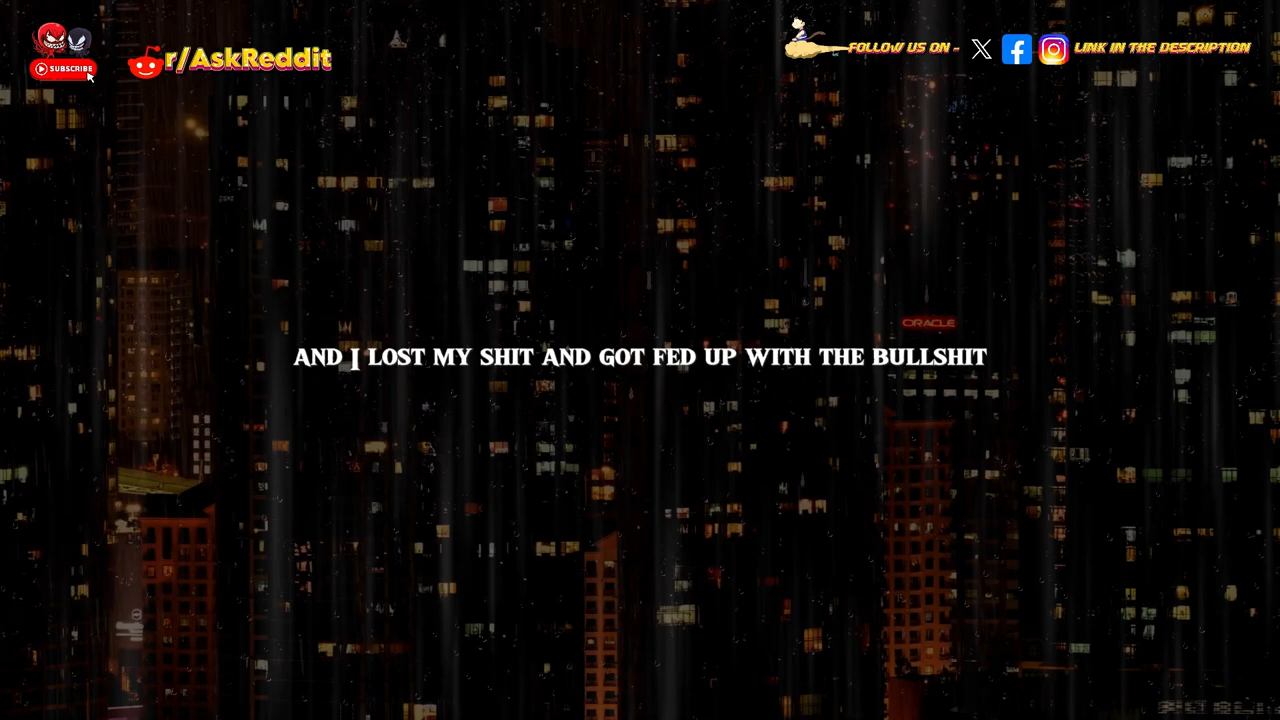 SUBSCRIBE
r/AskReddit
FOLLOW US ON -
LINK IN THE DESCRIPTION
ORACLE
AND I LOST MY SHIT AND GOT FED UP WITH THE BULLSHIT